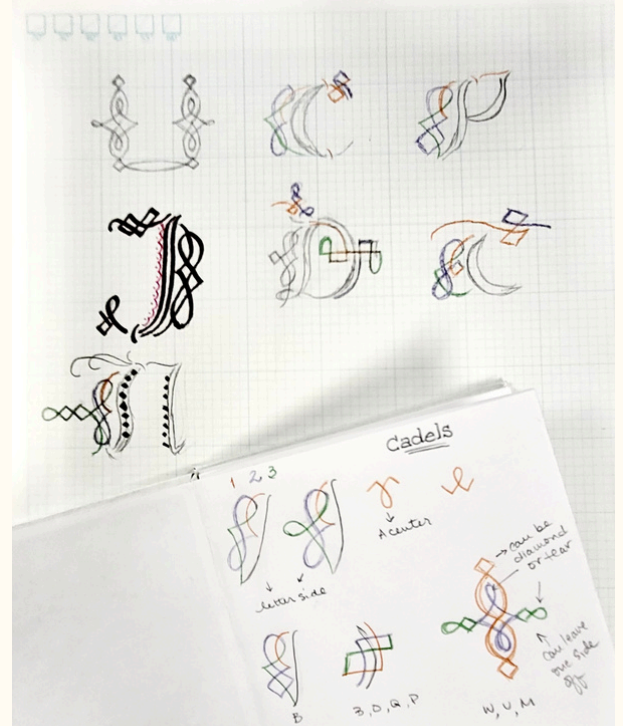 Cadels
1 2 3
A center
→ can be
diamond
or tear
letter side
can leave
one side
off
B
B, D, Q, P
W, U, M